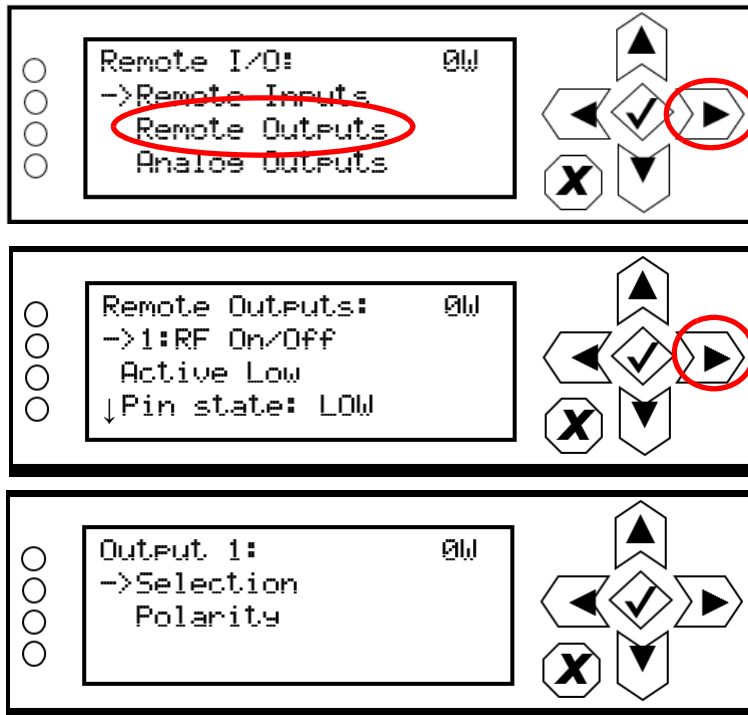 Remote I/O: 0W
->Remote Inputs
Remote Outputs
Analog Outputs
X
Remote Outputs: 0W
->1:RF On/Off
Active Low
↓Pin state: LOW
X
Output 1: 0W
->Selection
Polarity
X